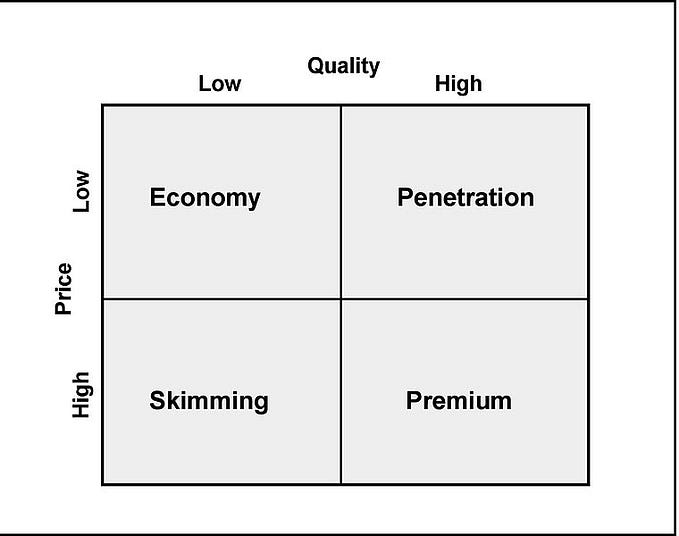 Quality
Low High
Low
Economy Penetration
Price
High
Skimming Premium